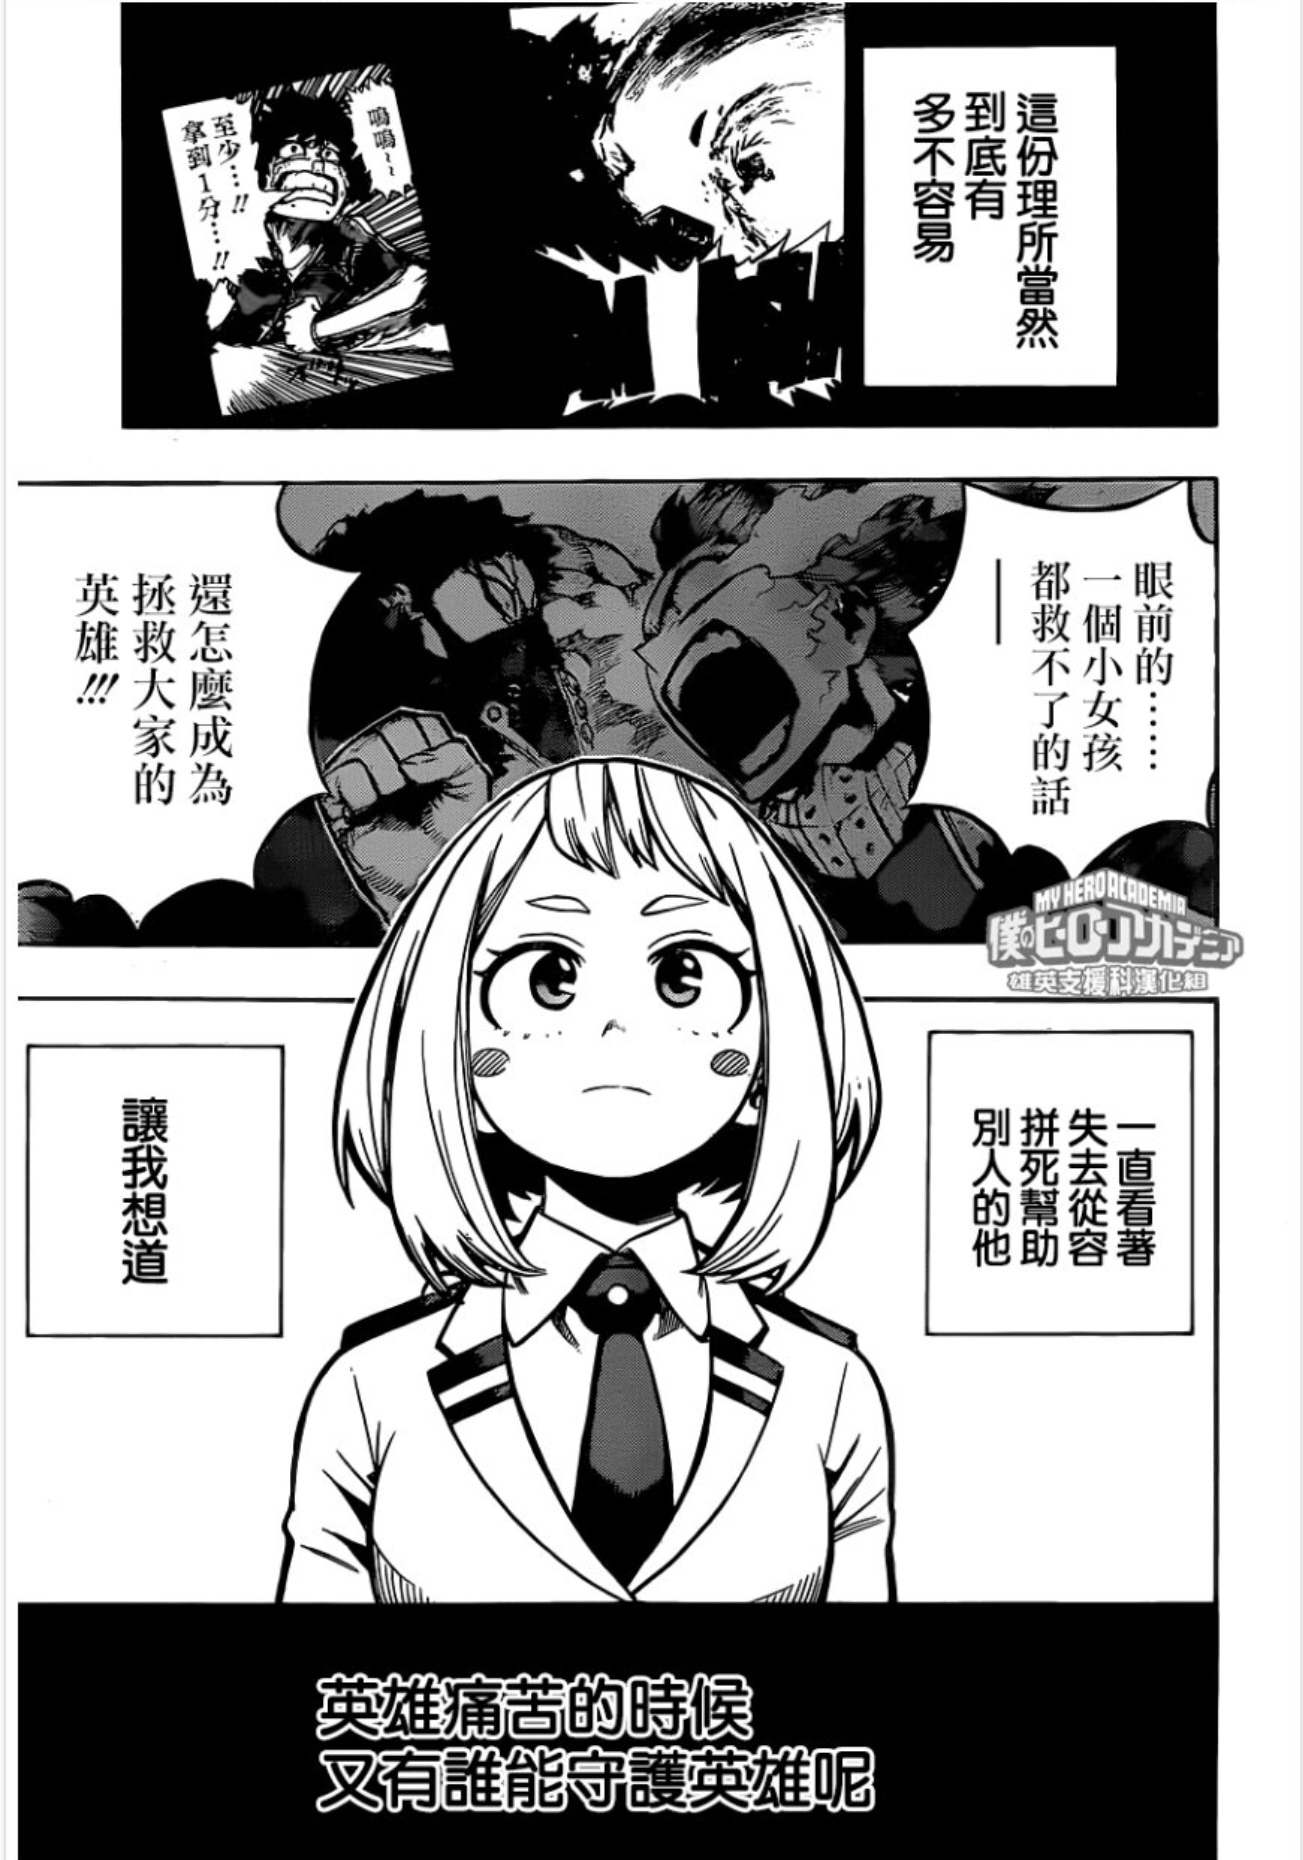 這份理所當然
到底有
多不容易
嗚嗚~~
至少…!!
拿到1分…!!
眼前的……
一個小女孩
都救不了的話
——
還怎麼成為
拯救大家的
英雄!!!
MY HERO ACADEMIA
僕のヒーローアカデミア
雄英支援科漢化組
一直看著
失去從容
拼死幫助
別人的他
讓我想道
英雄痛苦的時候
又有誰能守護英雄呢